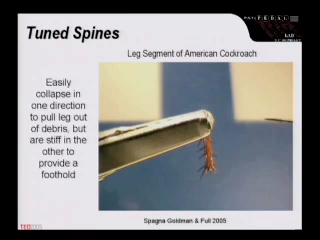 Tuned Spines
Leg Segment of American Cockroach
Easily
collapse in
one direction
to pull leg out
of debris, but
are stiff in the
other to
provide a
foothold
Spagna Goldman & Full 2005
TED2005